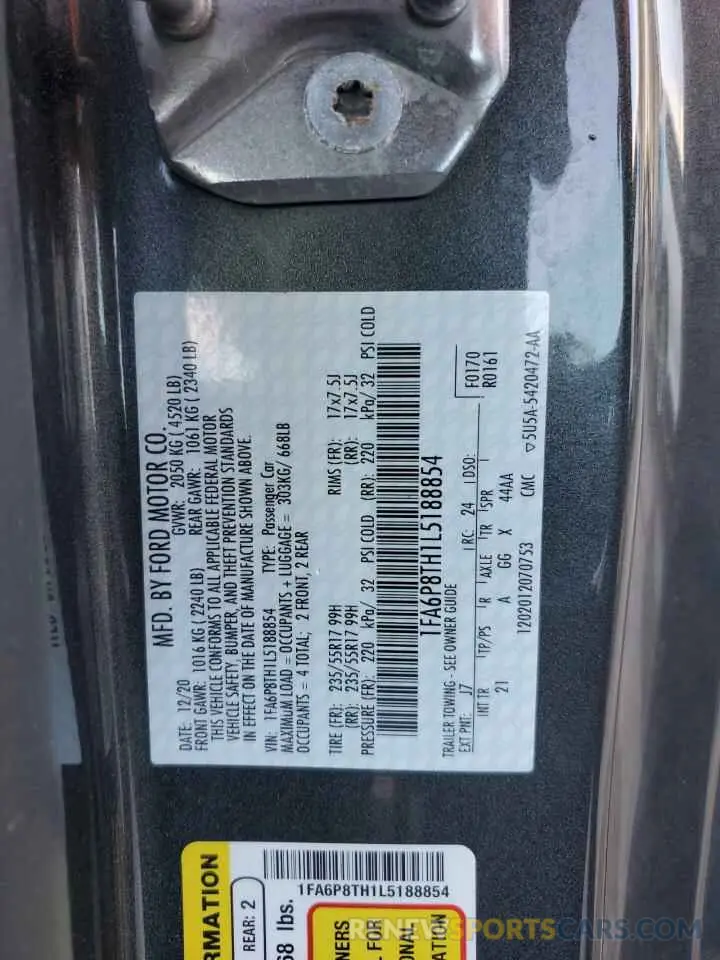 MFD. BY FORD MOTOR CO.
DATE: 12/20 GVWR: 2050 KG ( 4520 LB)
FRONT GAWR: 1016 KG ( 2240 LB) REAR GAWR: 1061 KG ( 2340 LB)
THIS VEHICLE CONFORMS TO ALL APPLICABLE FEDERAL MOTOR
VEHICLE SAFETY, BUMPER, AND THEFT PREVENTION STANDARDS
IN EFFECT ON THE DATE OF MANUFACTURE SHOWN ABOVE.
VIN: 1FA6P8TH1L5188854 TYPE: Passenger Car
MAXIMUM LOAD = OCCUPANTS + LUGGAGE = 303KG/ 668LB
OCCUPANTS = 4 TOTAL; 2 FRONT, 2 REAR
TIRE (FR): 235/55R17 99H RIMS (FR): 17x7.5J
(RR): 235/55R17 99H (RR): 17x7.5J
PRESSURE (FR): 220 kPa/ 32 PSI COLD (RR): 220 kPa/ 32 PSI COLD
1FA6P8TH1L5188854
TRAILER TOWING - SEE OWNER GUIDE
F0170
R0161
EXT PNT: J7 RC: 24 DSO:
INT TR TP/PS R AXLE TR SPR
21 A GG X 44AA
1202012070753 CMC ▽5U5A-5420472-AA
1FA6P8TH1L5188854
RMATION
REAR: 2
68 lbs.
NERS
L FOR
ONAL
ATION
RENEWSPORTSCARS.COM